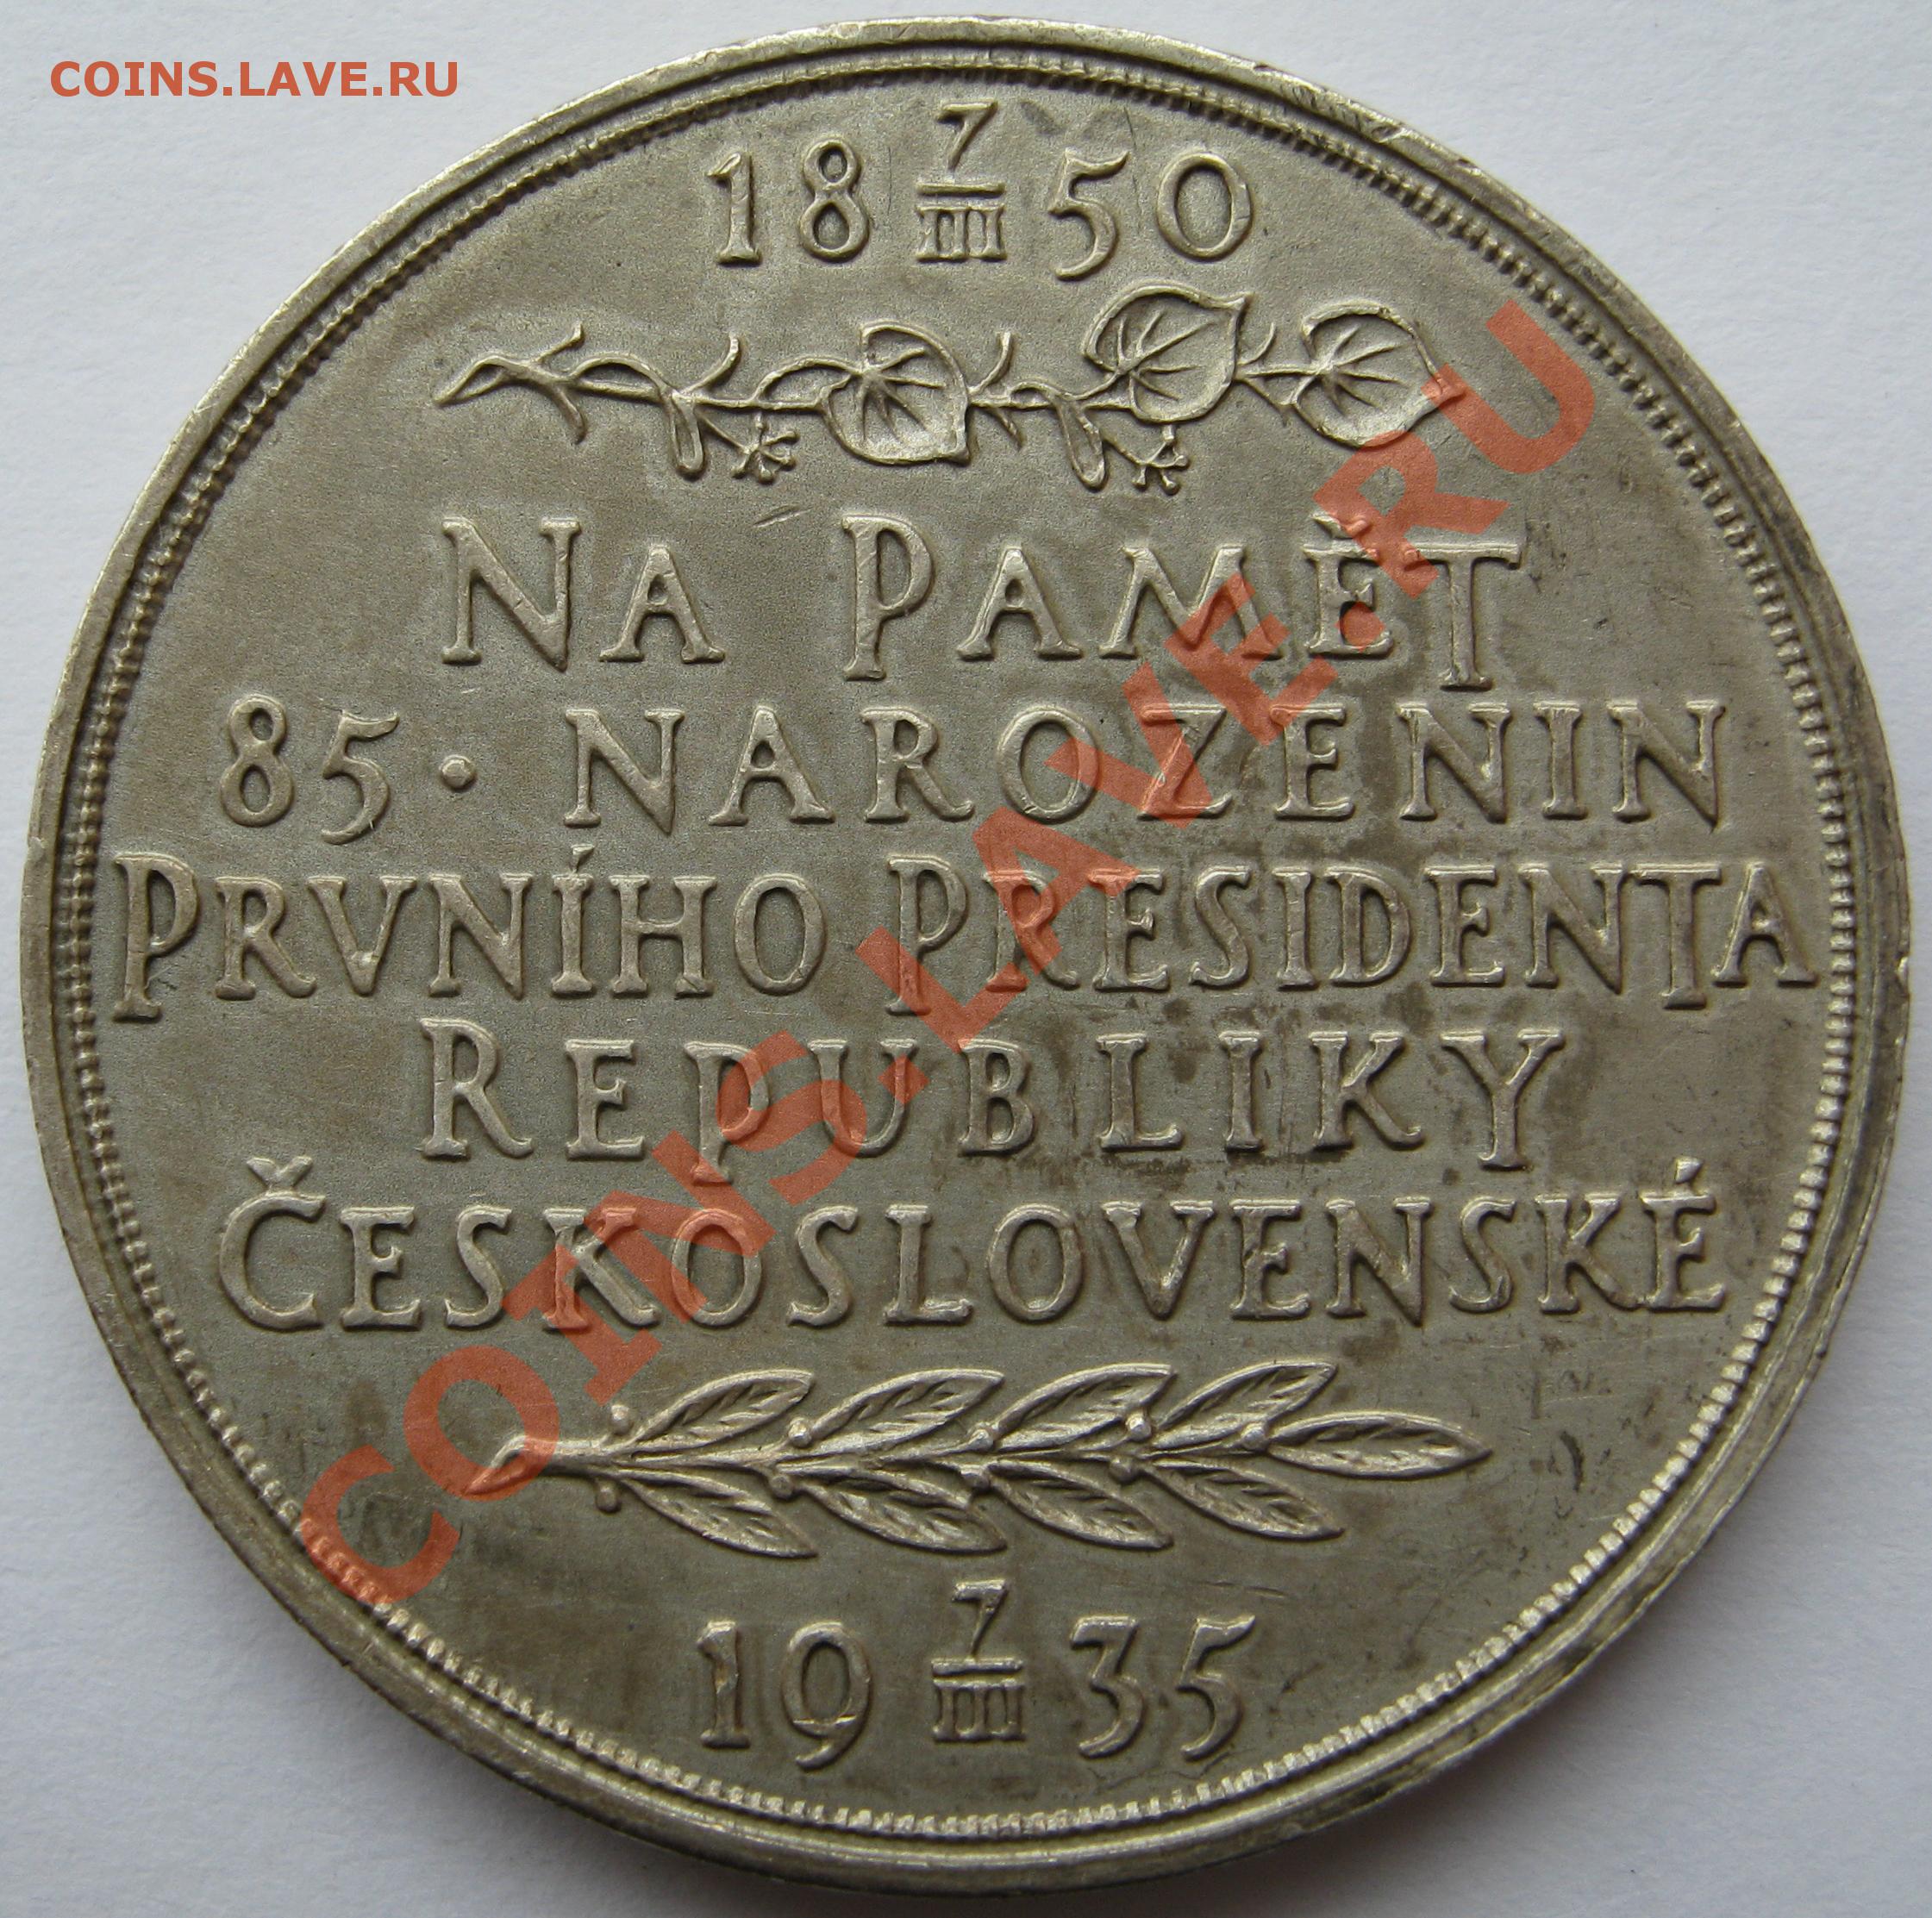 COINS.LAVE.RU
18 7/III 50
NA PAMĚT
85. NAROZENIN
PRVNÍHO PRESIDENTA
REPUBLIKY
ČESKOSLOVENSKÉ
19 7/III 35
COINS.LAVE.RU